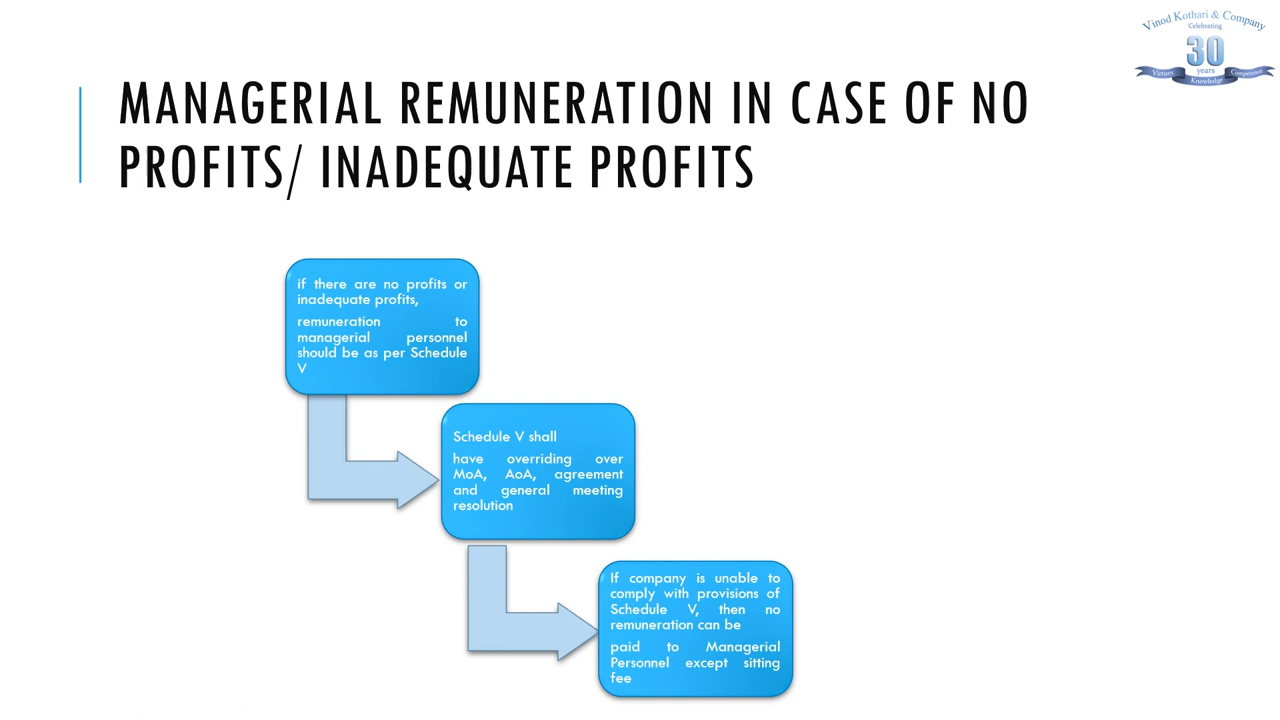 Vinod Kothari & Company
Celebrating
30
years
Virtues Knowledge Competence
MANAGERIAL REMUNERATION IN CASE OF NO
PROFITS/ INADEQUATE PROFITS
if there are no profits or
inadequate profits,
remuneration to
managerial personnel
should be as per Schedule
V
Schedule V shall
have overriding over
MoA, AoA, agreement
and general meeting
resolution
If company is unable to
comply with provisions of
Schedule V, then no
remuneration can be
paid to Managerial
Personnel except sitting
fee